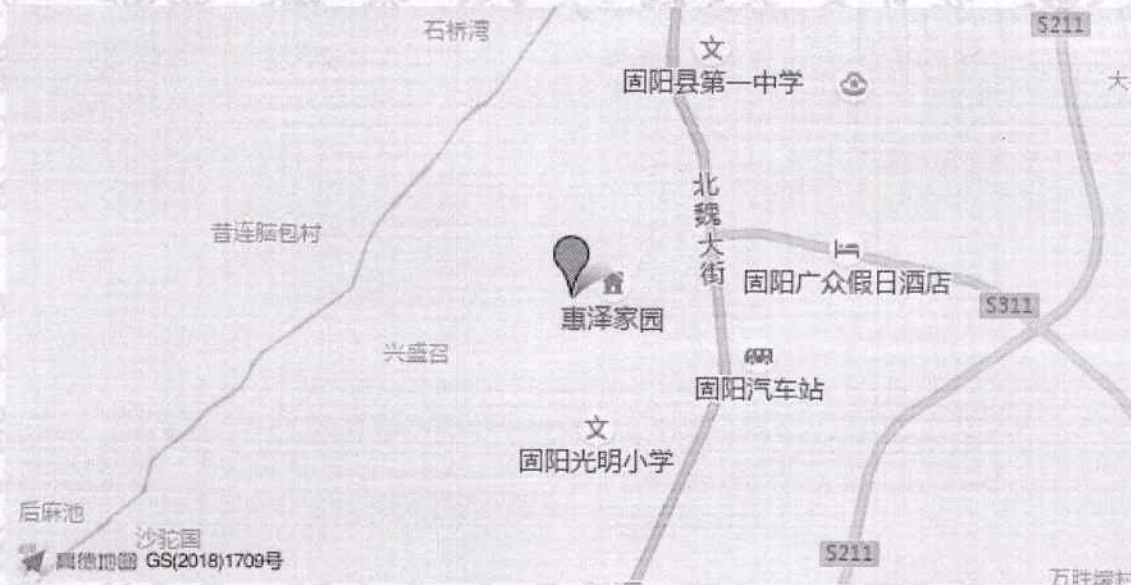 石桥湾
S211
文
固阳县第一中学
大
北魏大街
昔连脑包村
固阳广众假日酒店
S311
惠泽家园
兴盛召
固阳汽车站
文
固阳光明小学
后麻池
沙驼国
高德地图 GS(2018)1709号
S211